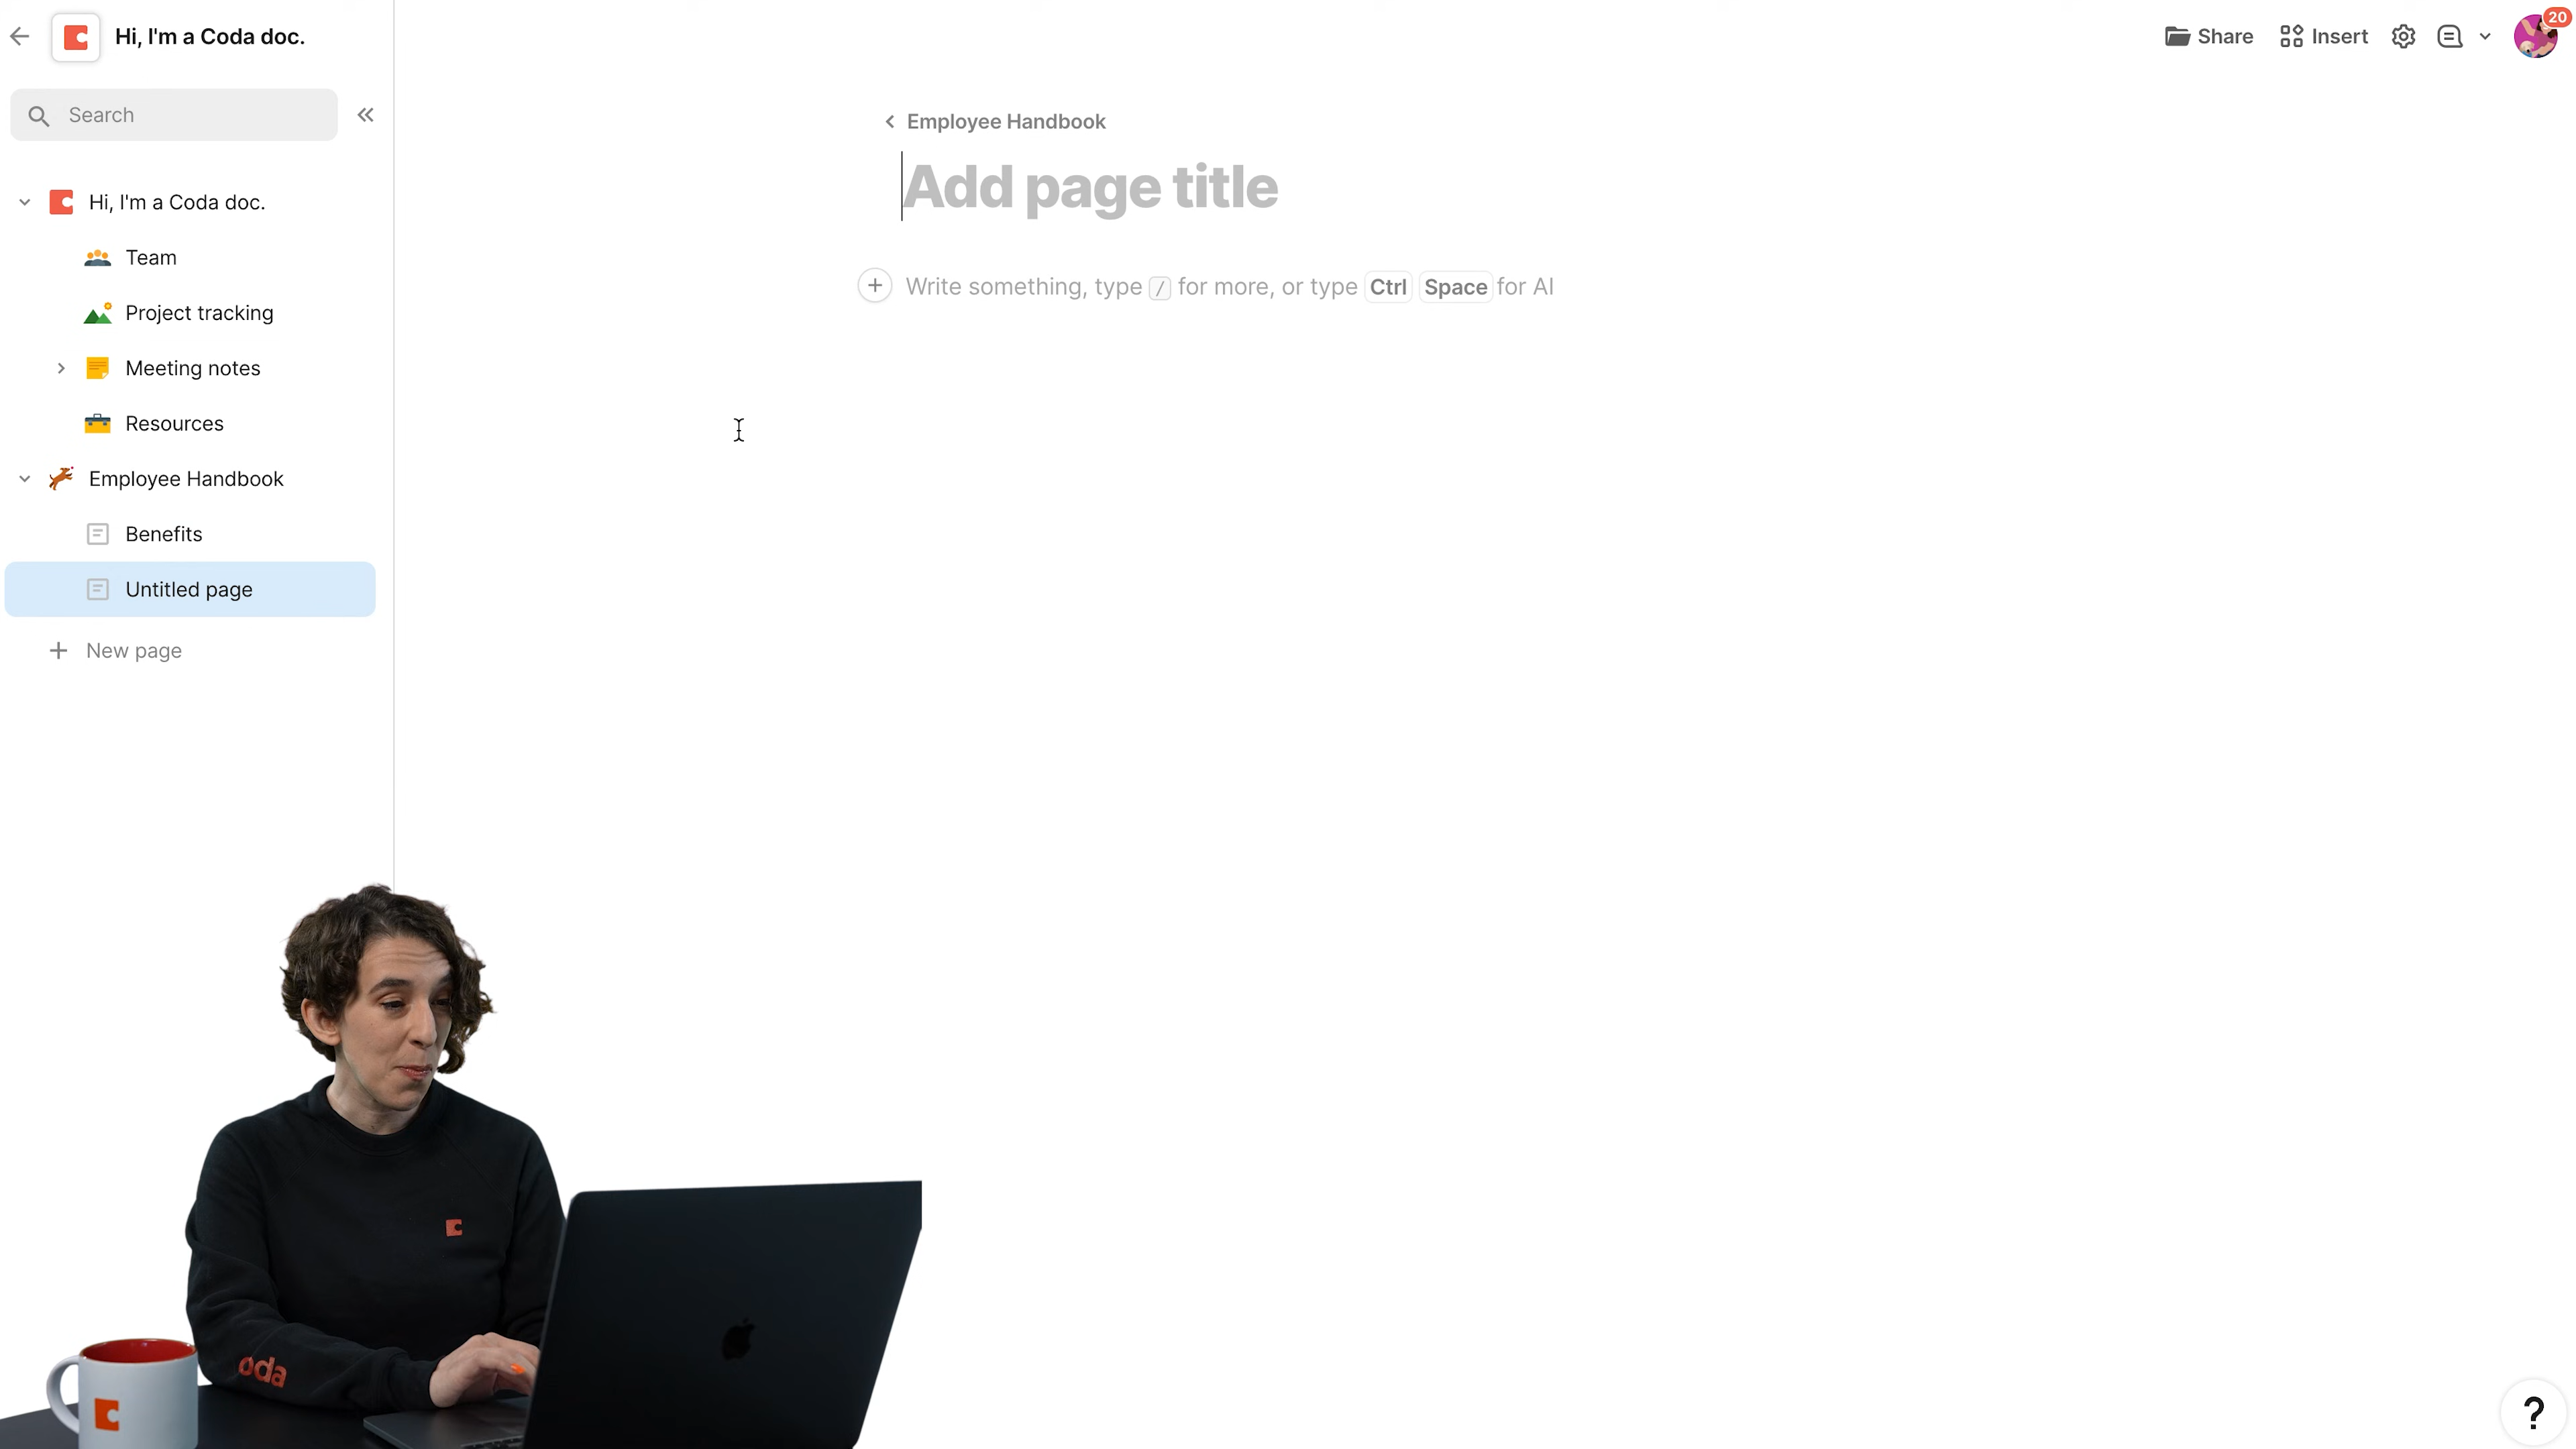 Hi, I'm a Coda doc.
Share
Insert
20
Search
Hi, I'm a Coda doc.
Team
Project tracking
Meeting notes
Resources
Employee Handbook
Benefits
Untitled page
New page
Employee Handbook
Add page title
Write something, type / for more, or type Ctrl Space for AI
oda
?